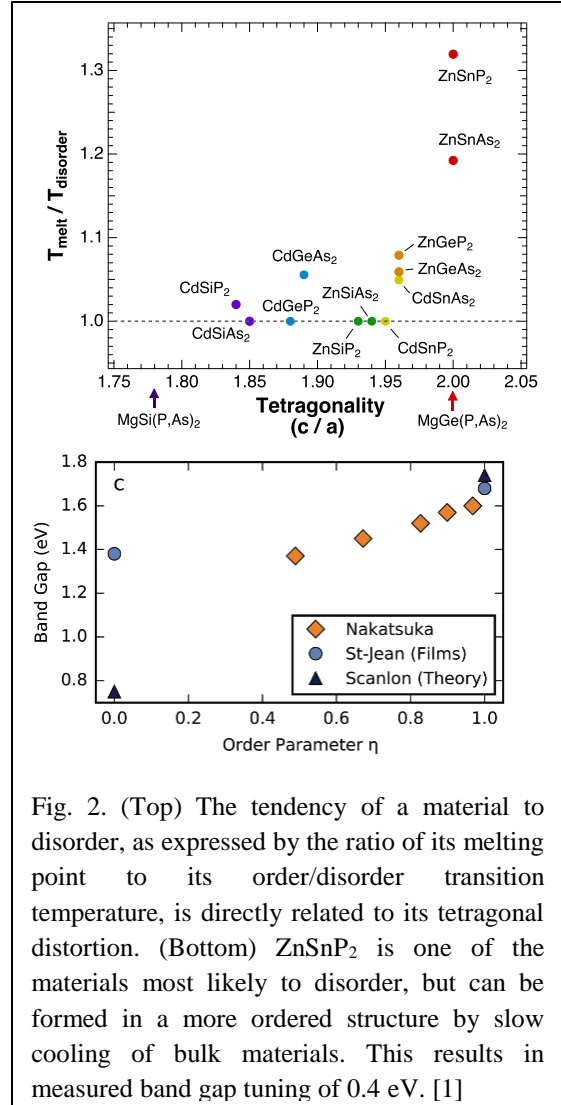 1.3
1.2
1.1
1.0
T_melt / T_disorder
ZnSnP₂
ZnSnAs₂
ZnGeP₂
ZnGeAs₂
CdSnAs₂
CdGeAs₂
CdSiP₂
CdGeP₂
ZnSiAs₂
CdSiAs₂
ZnSiP₂
CdSnP₂
1.75 1.80 1.85 1.90 1.95 2.00 2.05
Tetragonality
(c / a)
MgSi(P,As)₂
MgGe(P,As)₂
C
1.8
1.6
1.4
1.2
1.0
0.8
Band Gap (eV)
Nakatsuka
St-Jean (Films)
Scanlon (Theory)
0.0 0.2 0.4 0.6 0.8 1.0
Order Parameter η
Fig. 2. (Top) The tendency of a material to
disorder, as expressed by the ratio of its melting
point to its order/disorder transition
temperature, is directly related to its tetragonal
distortion. (Bottom) ZnSnP₂ is one of the
materials most likely to disorder, but can be
formed in a more ordered structure by slow
cooling of bulk materials. This results in
measured band gap tuning of 0.4 eV. [1]